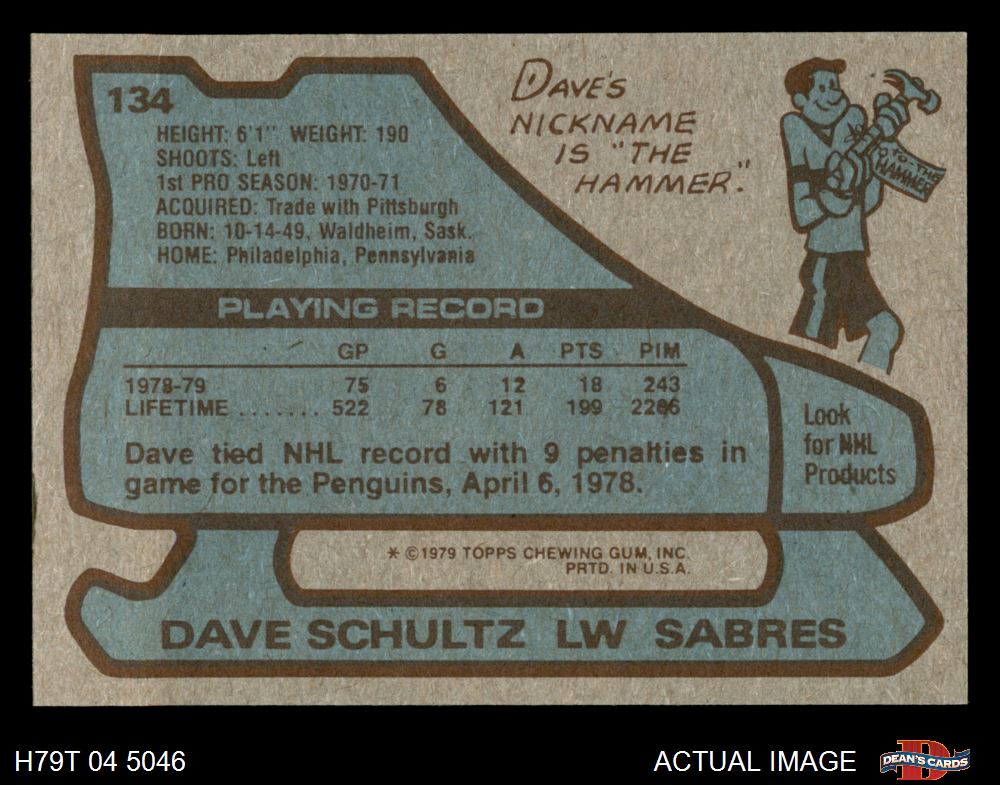 134
HEIGHT: 6'1" WEIGHT: 190
SHOOTS: Left
1st PRO SEASON: 1970-71
ACQUIRED: Trade with Pittsburgh
BORN: 10-14-49, Waldheim, Sask.
HOME: Philadelphia, Pennsylvania
DAVE'S
NICKNAME
IS "THE
HAMMER."
TO-THE
HAMMER
PLAYING RECORD
GP G A PTS PIM
1978-79 75 6 12 18 243
LIFETIME ....... 522 78 121 199 2286
Dave tied NHL record with 9 penalties in
game for the Penguins, April 6, 1978.
Look
for NHL
Products
* ©1979 TOPPS CHEWING GUM, INC.
PRTD. IN U.S.A.
DAVE SCHULTZ LW SABRES
H79T 04 5046
ACTUAL IMAGE
D
DEAN'S CARDS